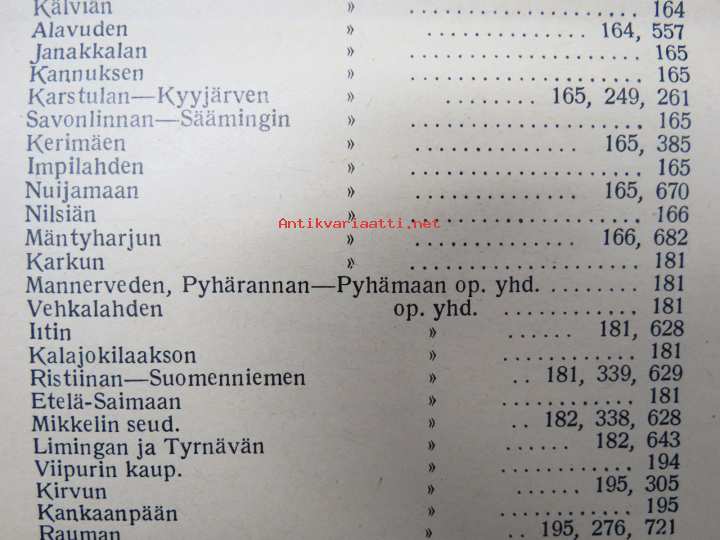 Kälviän » .................... 164
Alavuden » ............... 164, 557
Janakkalan » .................... 165
Kannuksen » .................... 165
Karstulan—Kyyjärven » ........ 165, 249, 261
Savonlinnan—Säämingin » .................... 165
Kerimäen » .............. 165, 385
Impilahden » .................... 165
Nuijamaan » .............. 165, 670
Nilsiän » .................... 166
Antikvariaatti.net
Mäntyharjun » .............. 166, 682
Karkun » .................... 181
Mannerveden, Pyhärannan—Pyhämaan op. yhd. ........ 181
Vehkalahden op. yhd. ............ 181
Iitin » ...... 181, 628
Kalajokilaakson » ............ 181
Ristiinan—Suomenniemen » .. 181, 339, 629
Etelä-Saimaan » ............ 181
Mikkelin seud. » .. 182, 338, 628
Limingan ja Tyrnävän » ...... 182, 643
Viipurin kaup. » ............ 194
Kirvun » ....... 195, 305
Kankaanpään » ............ 195
Rauman » .. 195, 276, 721